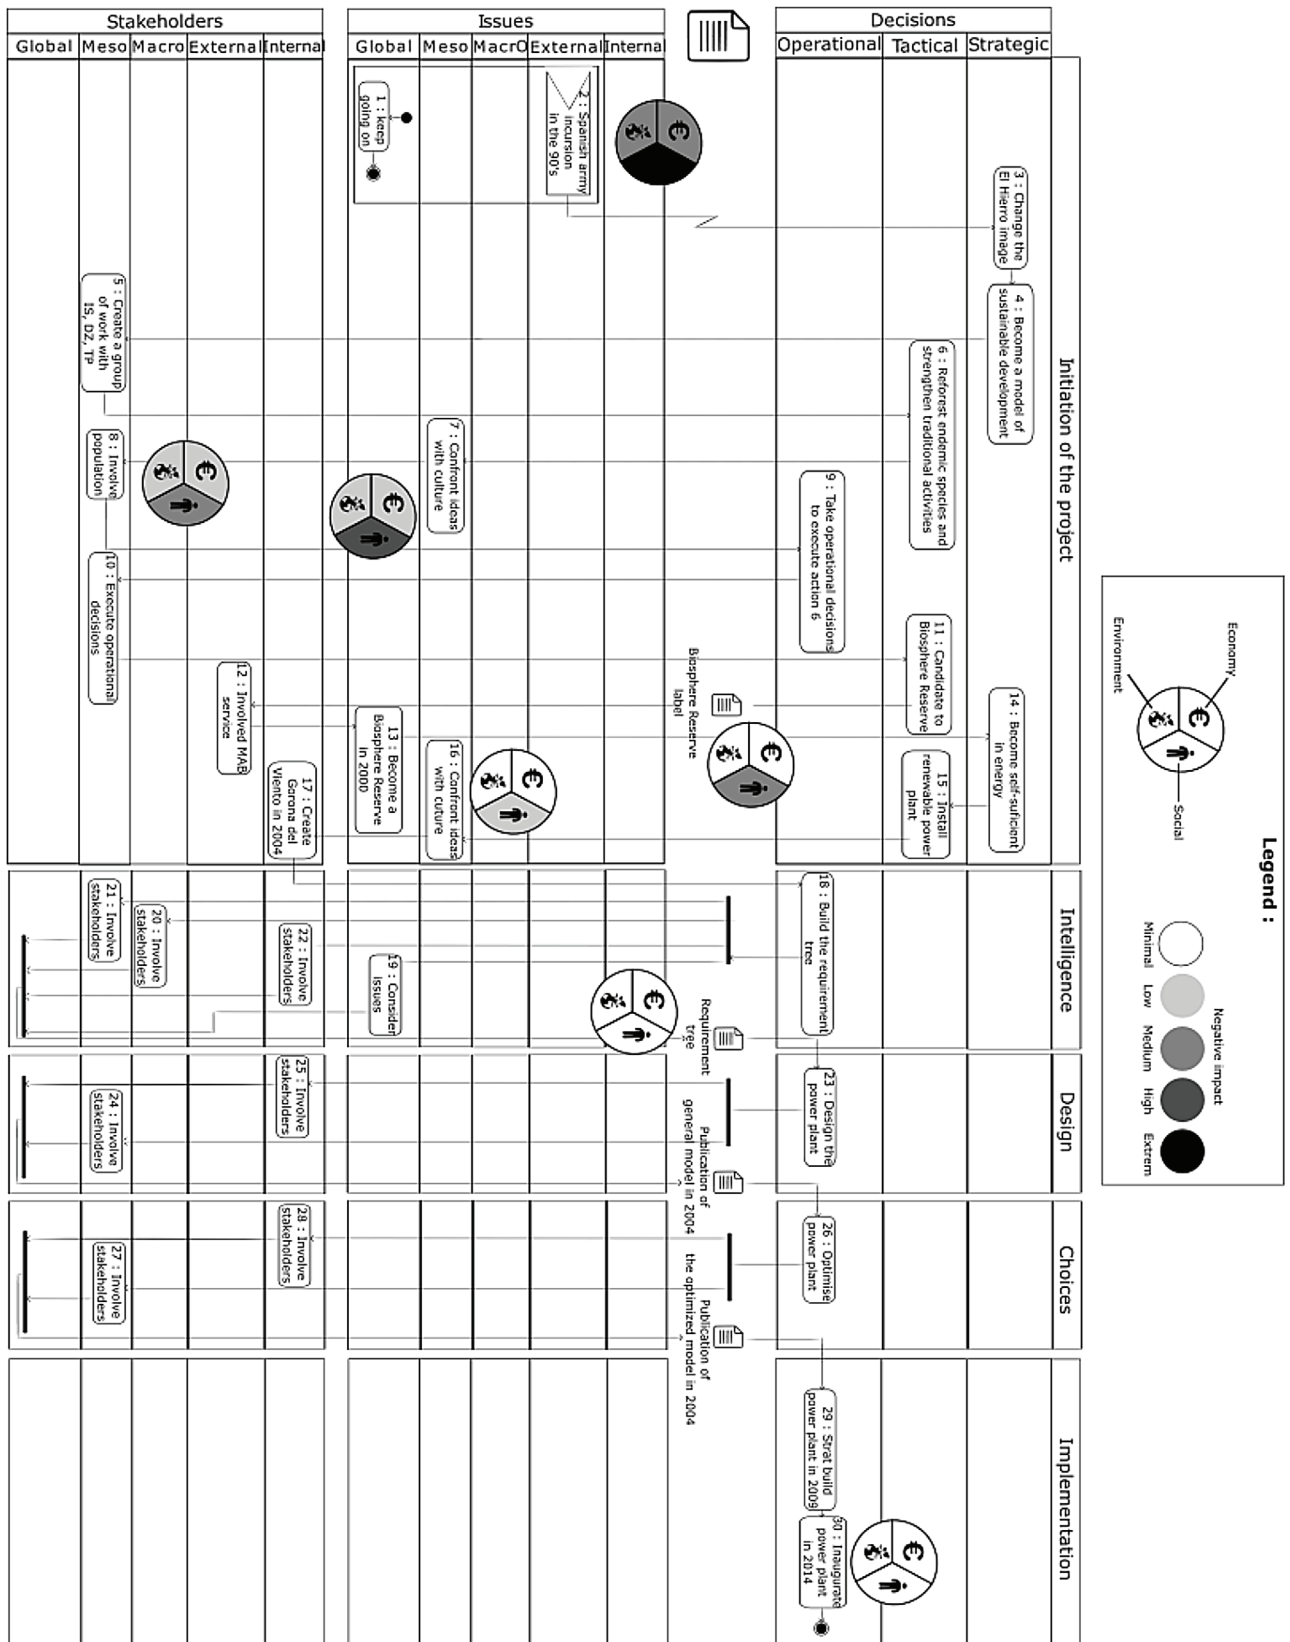 Stakeholders
Issues
Decisions
Global
Meso
Macro
External
Internal
Global
Meso
MacrO
External
Internal
Operational
Tactical
Strategic
Initiation of the project
1 : keep
going on
2 : Spanish army
incursion
in the 90's
3 : Change the
El Hierro image
4 : Become a model of
sustainable development
5 : Create a group
of work with
IS, DZ, TP
6 : Reforest endemic species and
strengthen traditional activities
7 : Confront ideas
with culture
8 : Involve
population
9 : Take operational decisions
to execute action 6
10 : Execute operational
decisions
11 : Candidate to
Biosphere Reserve
Biosphere Reserve
label
12 : Involved MAB
service
13 : Become a
Biosphere Reserve
in 2000
14 : Become self-suficient
in energy
15 : Install
renewable power
plant
16 : Confront ideas
with cuture
17 : Create
Gorona del
Viento in 2004
Intelligence
18 : Build the requirement
tree
19 : Consider
issues
20 : Involve
stakeholders
21 : Involve
stakeholders
22 : Involve
stakeholders
Requirement
tree
Design
23 : Design the
power plant
24 : Involve
stakeholders
25 : Involve
stakeholders
Publication of
general model in 2004
Choices
26 : Optimise
power plant
27 : Involve
stakeholders
28 : Involve
stakeholders
Publication of
the optimized model in 2004
Implementation
29 : Strat build
power plant in 2009
30 : Inaugurate
power plant
in 2014
Legend :
Economy
Environment
Social
Negative impact
Minimal
Low
Medium
High
Extrem